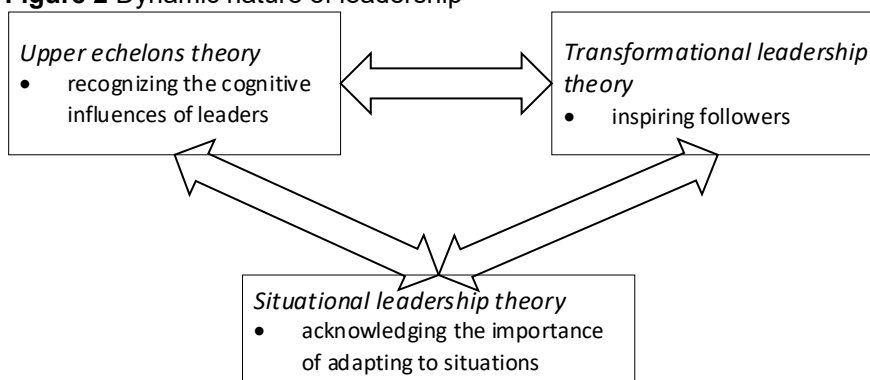 Figure 2 Dynamic nature of leadership
Upper echelons theory
• recognizing the cognitive
influences of leaders
Transformational leadership
theory
• inspiring followers
Situational leadership theory
• acknowledging the importance
of adapting to situations